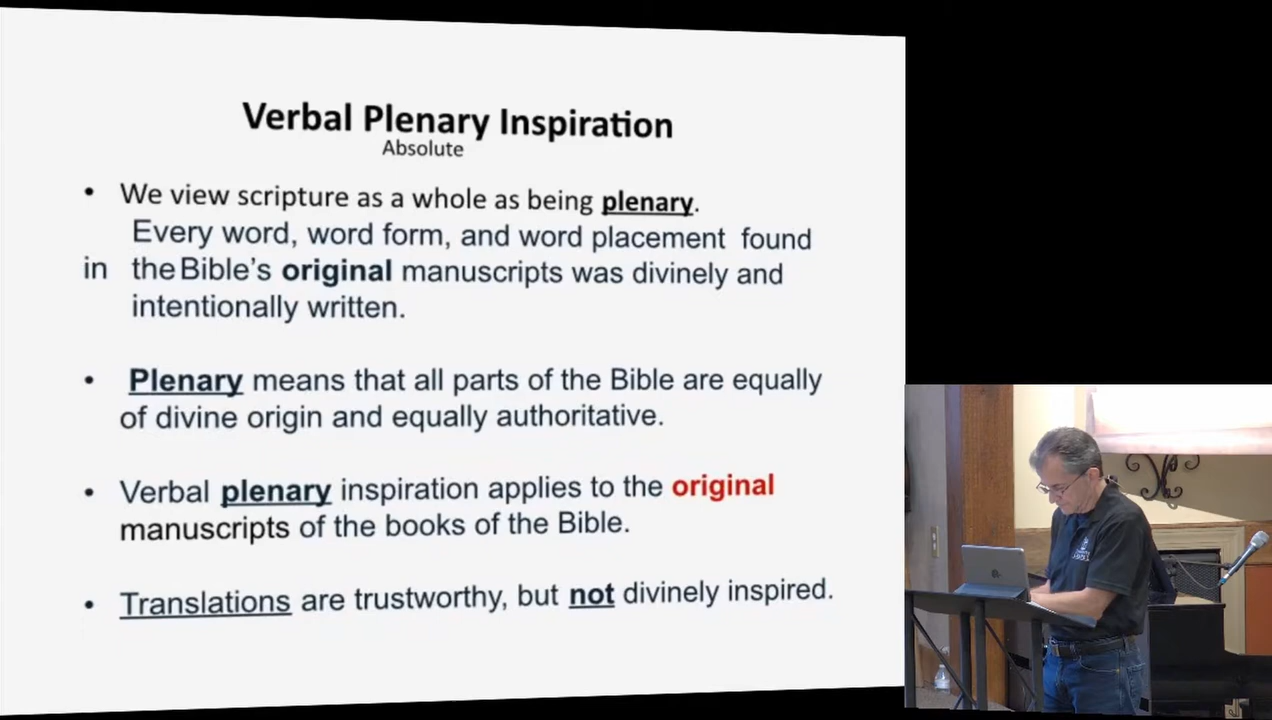 Verbal Plenary Inspiration
Absolute
• We view scripture as a whole as being plenary.
Every word, word form, and word placement found
in the Bible's original manuscripts was divinely and
intentionally written.
• Plenary means that all parts of the Bible are equally
of divine origin and equally authoritative.
• Verbal plenary inspiration applies to the original
manuscripts of the books of the Bible.
• Translations are trustworthy, but not divinely inspired.